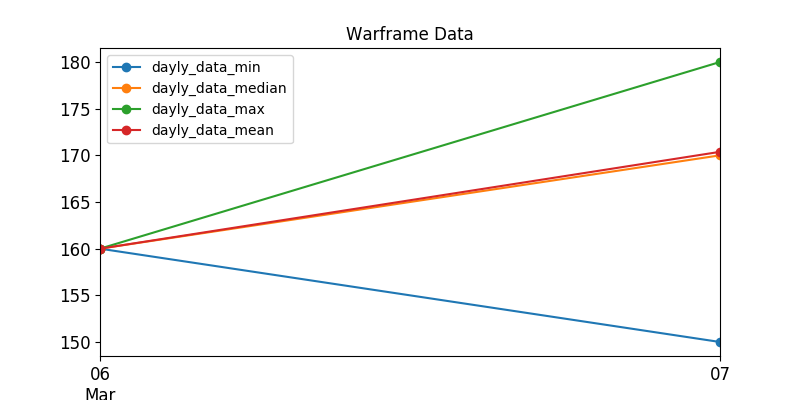 Warframe Data
180
175
170
165
160
155
150
dayly_data_min
dayly_data_median
dayly_data_max
dayly_data_mean
06
07
Mar